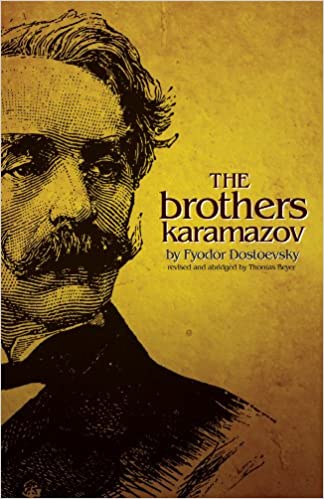 THE
brothers
karamazov
by Fyodor Dostoevsky
revised and abridged by Thomas Beyer